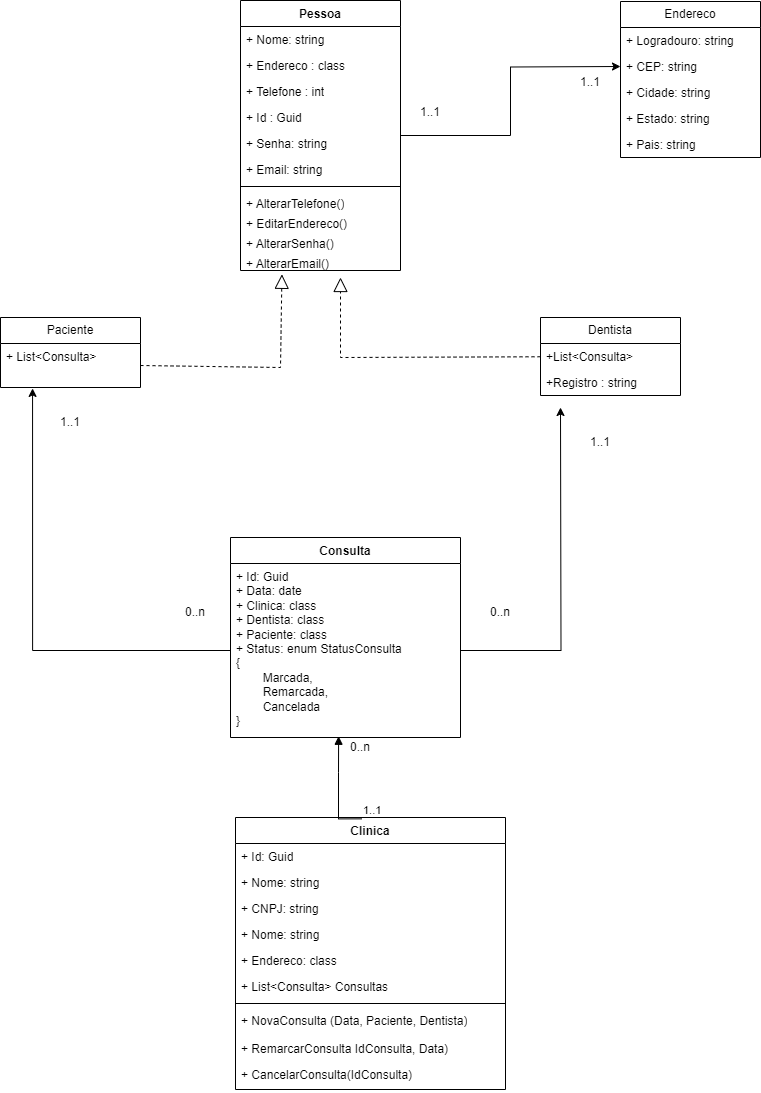 Pessoa
+ Nome: string
+ Endereco : class
+ Telefone : int
+ Id : Guid
+ Senha: string
+ Email: string
+ AlterarTelefone()
+ EditarEndereco()
+ AlterarSenha()
+ AlterarEmail()
1..1
1..1
Endereco
+ Logradouro: string
+ CEP: string
+ Cidade: string
+ Estado: string
+ Pais: string
Paciente
+ List<Consulta>
1..1
Dentista
+List<Consulta>
+Registro : string
1..1
0..n
0..n
Consulta
+ Id: Guid
+ Data: date
+ Clinica: class
+ Dentista: class
+ Paciente: class
+ Status: enum StatusConsulta
{
Marcada,
Remarcada,
Cancelada
}
0..n
1..1
Clinica
+ Id: Guid
+ Nome: string
+ CNPJ: string
+ Nome: string
+ Endereco: class
+ List<Consulta> Consultas
+ NovaConsulta (Data, Paciente, Dentista)
+ RemarcarConsulta IdConsulta, Data)
+ CancelarConsulta(IdConsulta)